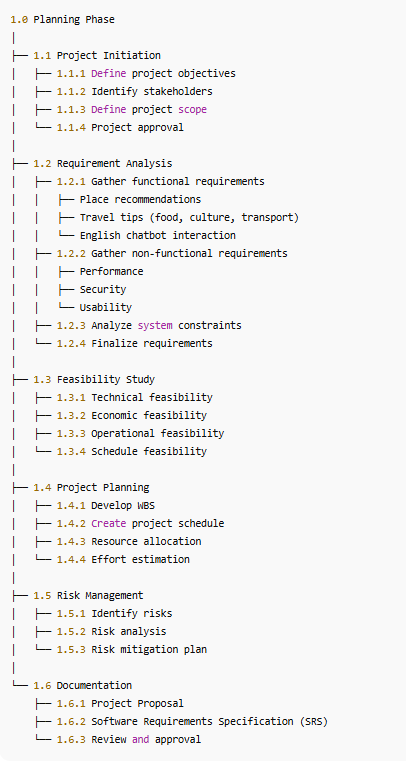 1.0 Planning Phase
1.1 Project Initiation
1.1.1 Define project objectives
1.1.2 Identify stakeholders
1.1.3 Define project scope
1.1.4 Project approval
1.2 Requirement Analysis
1.2.1 Gather functional requirements
Place recommendations
Travel tips (food, culture, transport)
English chatbot interaction
1.2.2 Gather non-functional requirements
Performance
Security
Usability
1.2.3 Analyze system constraints
1.2.4 Finalize requirements
1.3 Feasibility Study
1.3.1 Technical feasibility
1.3.2 Economic feasibility
1.3.3 Operational feasibility
1.3.4 Schedule feasibility
1.4 Project Planning
1.4.1 Develop WBS
1.4.2 Create project schedule
1.4.3 Resource allocation
1.4.4 Effort estimation
1.5 Risk Management
1.5.1 Identify risks
1.5.2 Risk analysis
1.5.3 Risk mitigation plan
1.6 Documentation
1.6.1 Project Proposal
1.6.2 Software Requirements Specification (SRS)
1.6.3 Review and approval